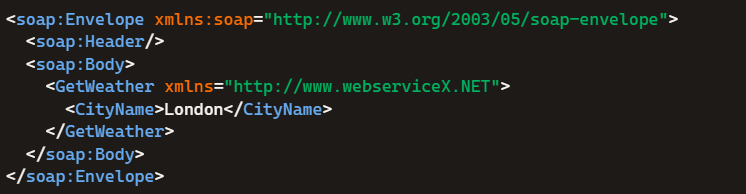 <soap:Envelope xmlns:soap="http://www.w3.org/2003/05/soap-envelope">
  <soap:Header/>
  <soap:Body>
    <GetWeather xmlns="http://www.webserviceX.NET">
      <CityName>London</CityName>
    </GetWeather>
  </soap:Body>
</soap:Envelope>